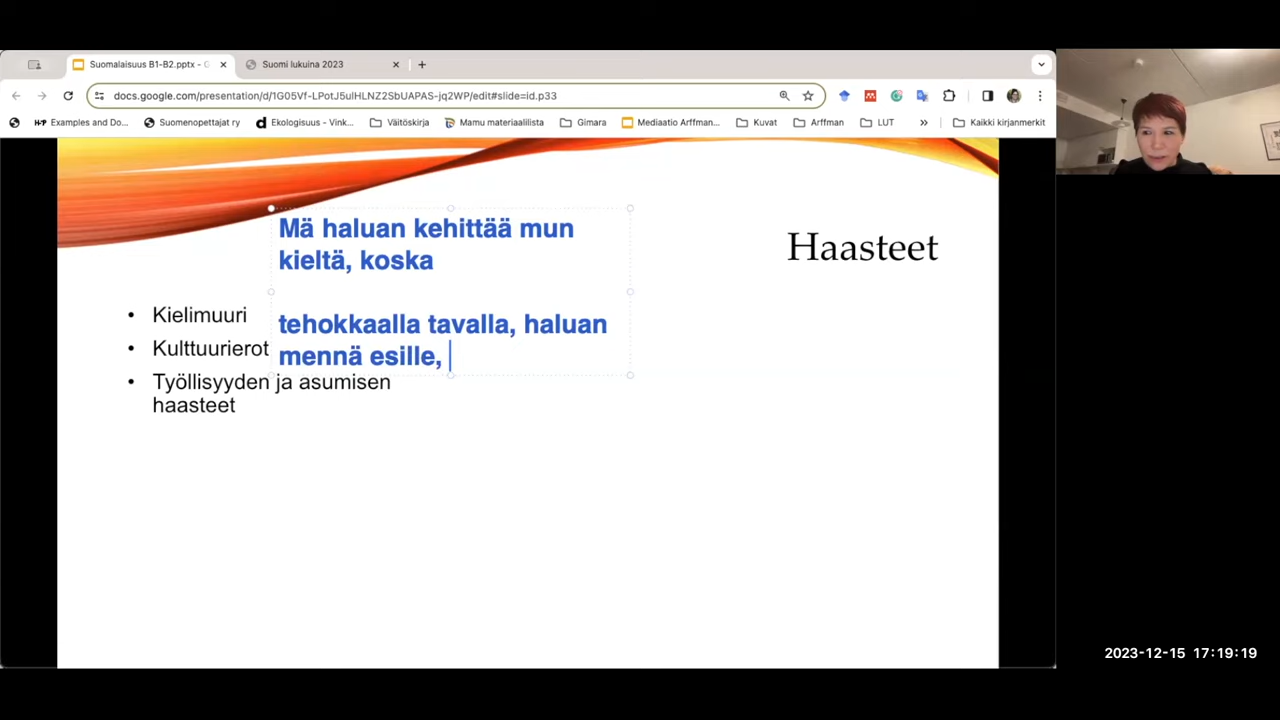 Suomalaisuus B1-B2.pptx - G
Suomi lukuina 2023
docs.google.com/presentation/d/1G05Vf-LPotJ5ulHLNZ2SbUAPAS-jq2WP/edit#slide=id.p33
Examples and Do...
Suomenopettajat ry
Ekologisuus - Vink...
Väitöskirja
Mamu materiaalilista
Gimara
Mediaatio Arffman...
Kuvat
Arffman
LUT
»
Kaikki kirjanmerkit
Haasteet
Mä haluan kehittää mun
kieltä, koska
tehokkaalla tavalla, haluan
mennä esille,
• Kielimuuri
• Kulttuurierot
• Työllisyyden ja asumisen
haasteet
2023-12-15 17:19:19